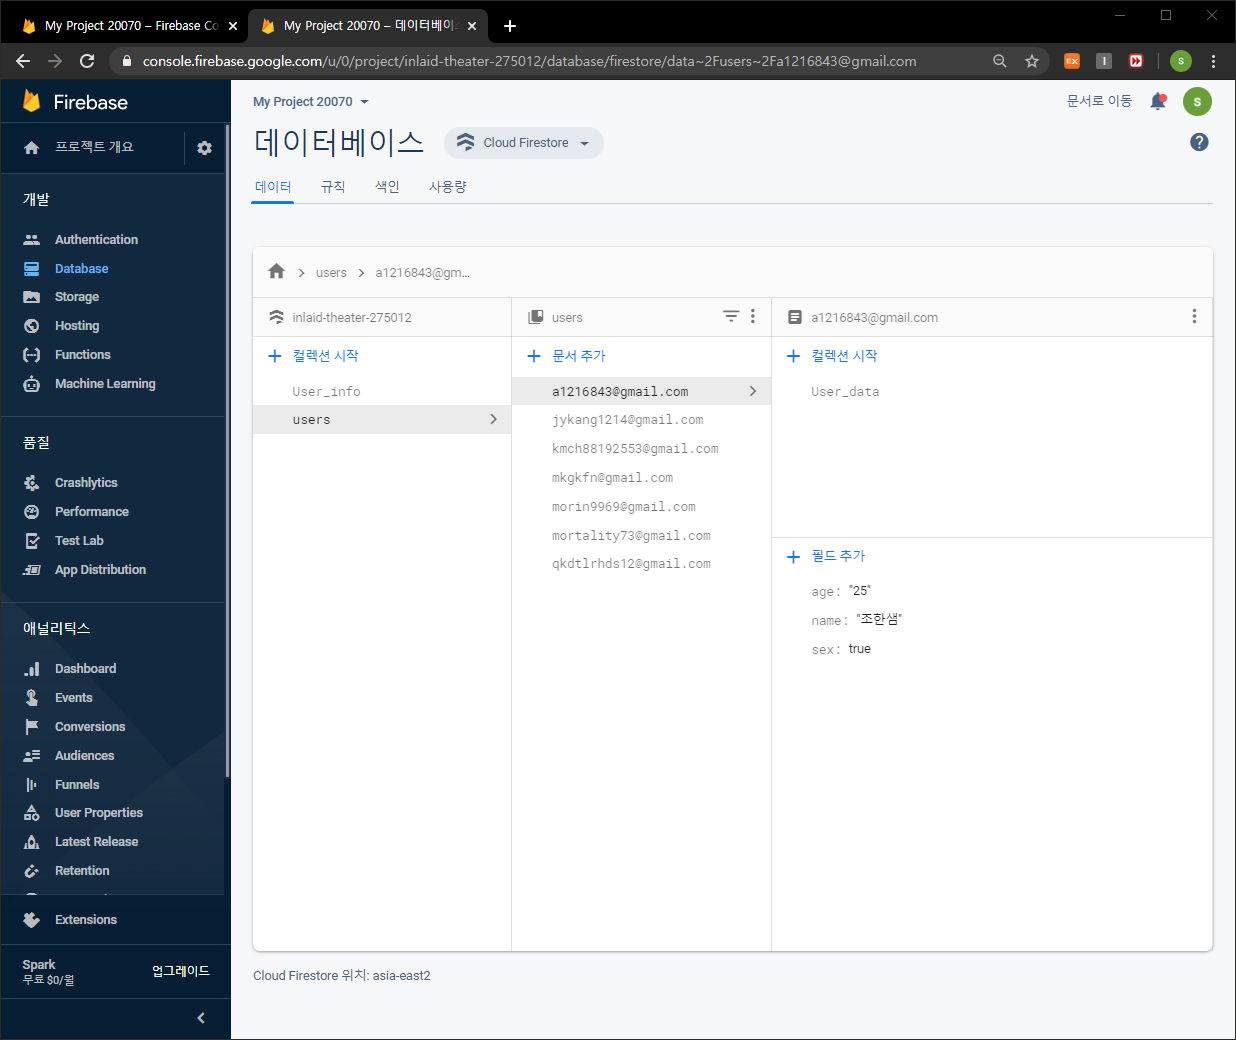 My Project 20070 – Firebase Co
My Project 20070 – 데이터베이스
console.firebase.google.com/u/0/project/inlaid-theater-275012/database/firestore/data~2Fusers~2Fa1216843@gmail.com
EX
I
S
Firebase
프로젝트 개요
개발
Authentication
Database
Storage
Hosting
Functions
Machine Learning
품질
Crashlytics
Performance
Test Lab
App Distribution
애널리틱스
Dashboard
Events
Conversions
Audiences
Funnels
User Properties
Latest Release
Retention
Extensions
Spark
무료 $0/월
업그레이드
My Project 20070
문서로 이동
S
데이터베이스
Cloud Firestore
데이터 규칙 색인 사용량
users
a1216843@gm...
inlaid-theater-275012
컬렉션 시작
User_info
users
users
문서 추가
a1216843@gmail.com
jykang1214@gmail.com
kmch88192553@gmail.com
mkgkfn@gmail.com
morin9969@gmail.com
mortality73@gmail.com
qkdtlrhds12@gmail.com
a1216843@gmail.com
컬렉션 시작
User_data
필드 추가
age: "25"
name: "조한샘"
sex: true
Cloud Firestore 위치: asia-east2